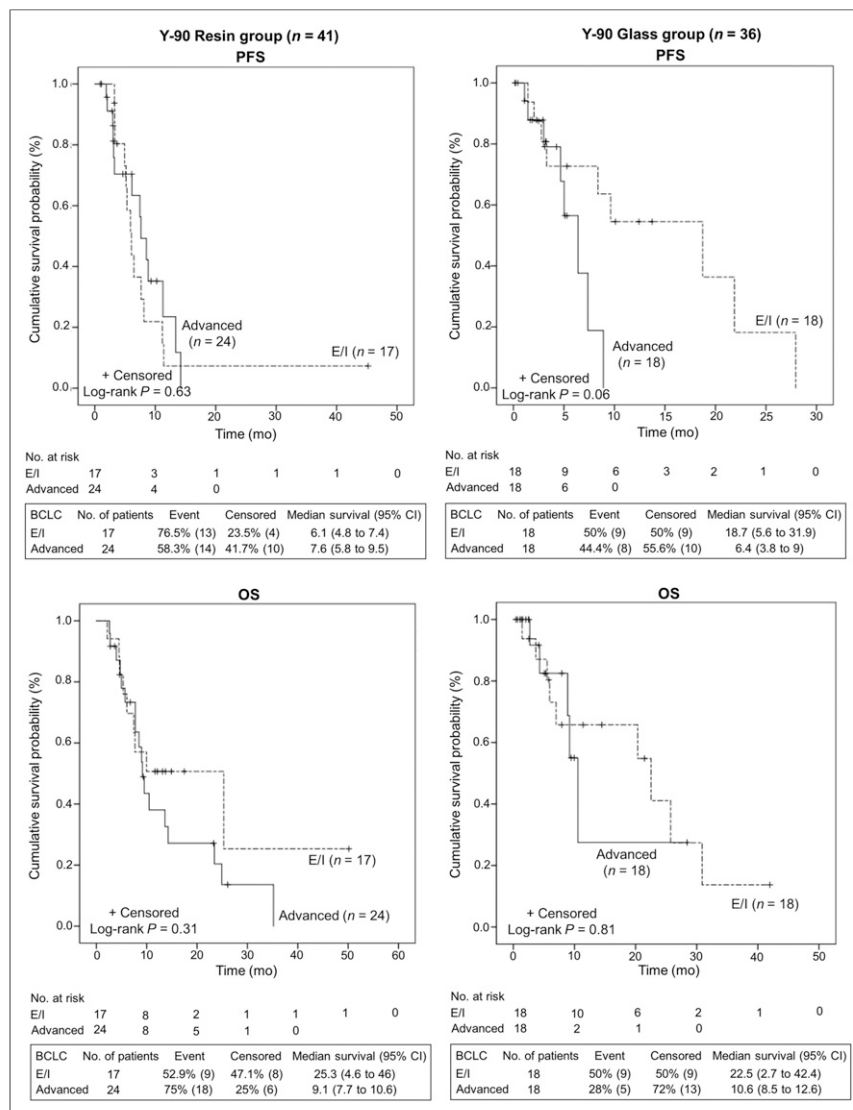 Y-90 Resin group (n = 41)
PFS
Cumulative survival probability (%)
1.0
0.8
0.6
0.4
0.2
0.0
Advanced
(n = 24)
E/I (n = 17)
+ Censored
Log-rank P = 0.63
0 10 20 30 40 50
Time (mo)
No. at risk
E/I 17 3 1 1 1 0
Advanced 24 4 0
BCLC No. of patients Event Censored Median survival (95% CI)
E/I 17 76.5% (13) 23.5% (4) 6.1 (4.8 to 7.4)
Advanced 24 58.3% (14) 41.7% (10) 7.6 (5.8 to 9.5)
Y-90 Glass group (n = 36)
PFS
Cumulative survival probability (%)
1.0
0.8
0.6
0.4
0.2
0.0
E/I (n = 18)
Advanced
(n = 18)
+ Censored
Log-rank P = 0.06
0 5 10 15 20 25 30
Time (mo)
No. at risk
E/I 18 9 6 3 2 1 0
Advanced 18 6 0
BCLC No. of patients Event Censored Median survival (95% CI)
E/I 18 50% (9) 50% (9) 18.7 (5.6 to 31.9)
Advanced 18 44.4% (8) 55.6% (10) 6.4 (3.8 to 9)
OS
Cumulative survival probability (%)
1.0
0.8
0.6
0.4
0.2
0.0
E/I (n = 17)
Advanced (n = 24)
+ Censored
Log-rank P = 0.31
0 10 20 30 40 50 60
Time (mo)
No. at risk
E/I 17 8 2 1 1 1 0
Advanced 24 8 5 1 0
BCLC No. of patients Event Censored Median survival (95% CI)
E/I 17 52.9% (9) 47.1% (8) 25.3 (4.6 to 46)
Advanced 24 75% (18) 25% (6) 9.1 (7.7 to 10.6)
OS
Cumulative survival probability (%)
1.0
0.8
0.6
0.4
0.2
0.0
Advanced
(n = 18)
E/I (n = 18)
+ Censored
Log-rank P = 0.81
0 10 20 30 40 50
Time (mo)
No. at risk
E/I 18 10 6 2 1 0
Advanced 18 2 1 0
BCLC No. of patients Event Censored Median survival (95% CI)
E/I 18 50% (9) 50% (9) 22.5 (2.7 to 42.4)
Advanced 18 28% (5) 72% (13) 10.6 (8.5 to 12.6)